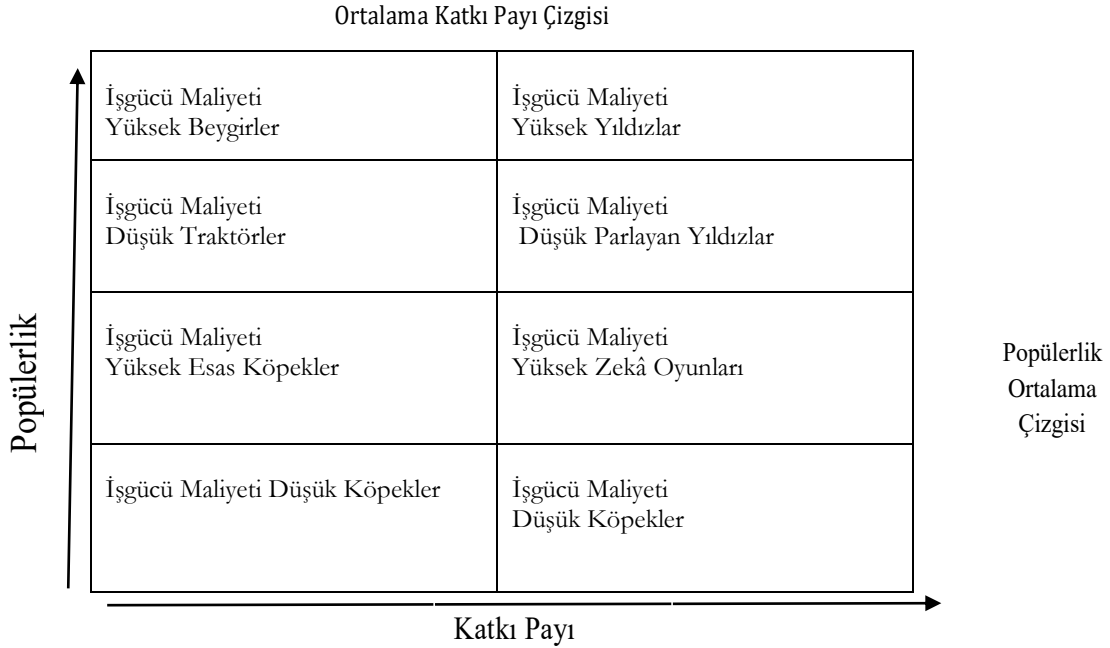 Ortalama Katkı Payı Çizgisi
İşgücü Maliyeti
Yüksek Beygirler
İşgücü Maliyeti
Yüksek Yıldızlar
İşgücü Maliyeti
Düşük Traktörler
İşgücü Maliyeti
Düşük Parlayan Yıldızlar
İşgücü Maliyeti
Yüksek Esas Köpekler
İşgücü Maliyeti
Yüksek Zekâ Oyunları
İşgücü Maliyeti Düşük Köpekler
İşgücü Maliyeti
Düşük Köpekler
Popülerlik
Popülerlik
Ortalama
Çizgisi
Katkı Payı